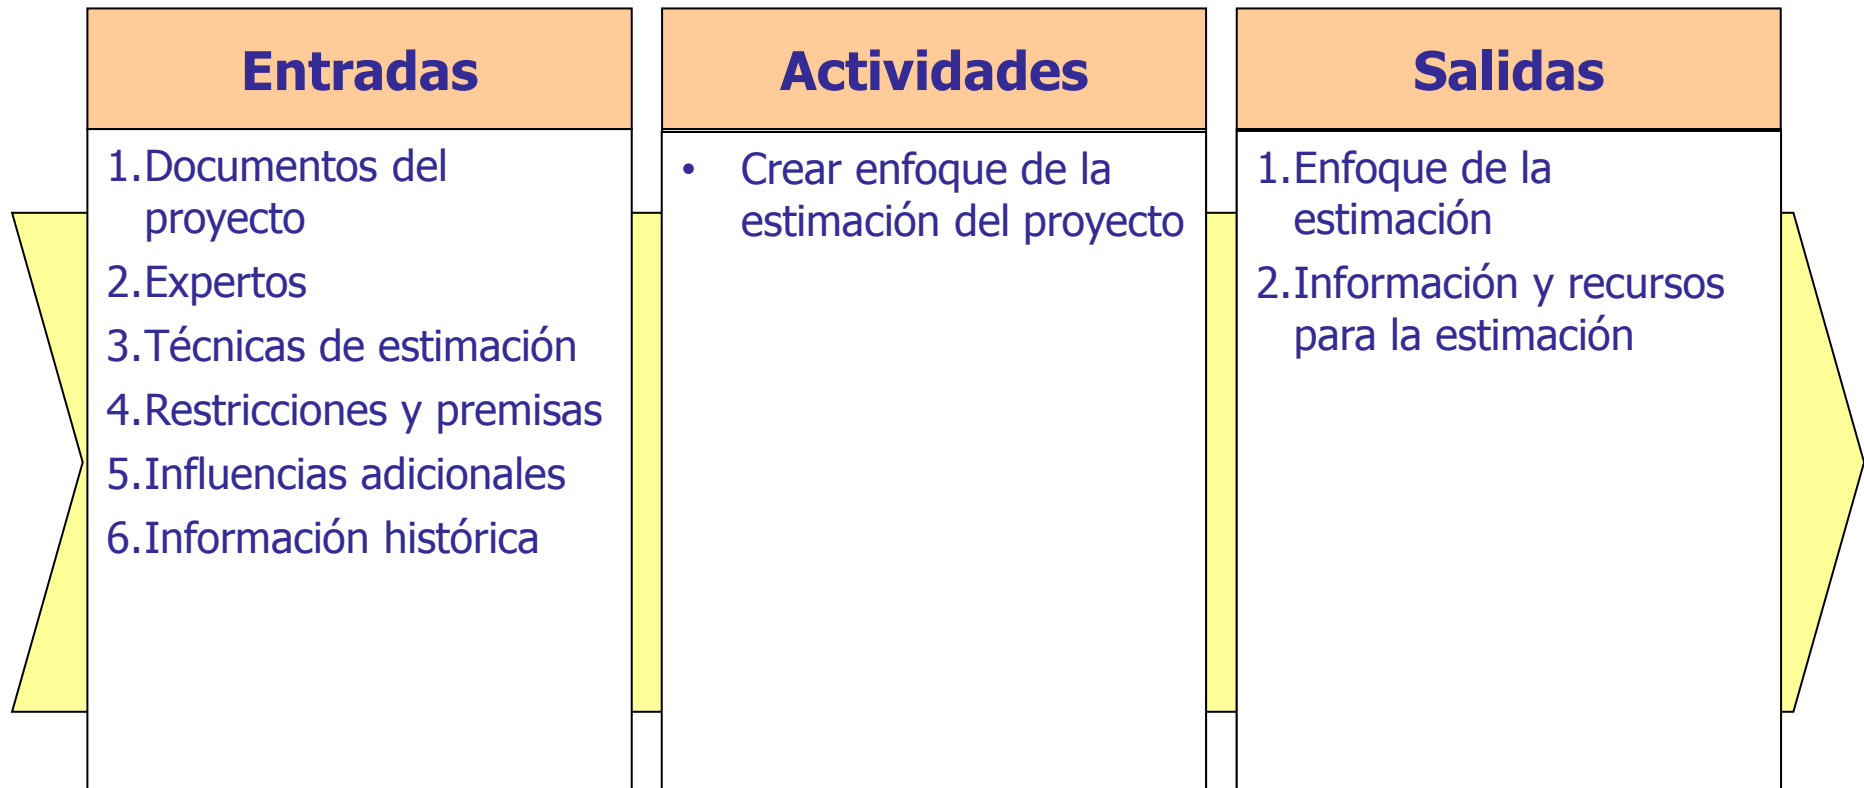 Entradas
1.Documentos del
proyecto
2.Expertos
3.Técnicas de estimación
4.Restricciones y premisas
5.Influencias adicionales
6.Información histórica
Actividades
• Crear enfoque de la
estimación del proyecto
Salidas
1.Enfoque de la
estimación
2.Información y recursos
para la estimación